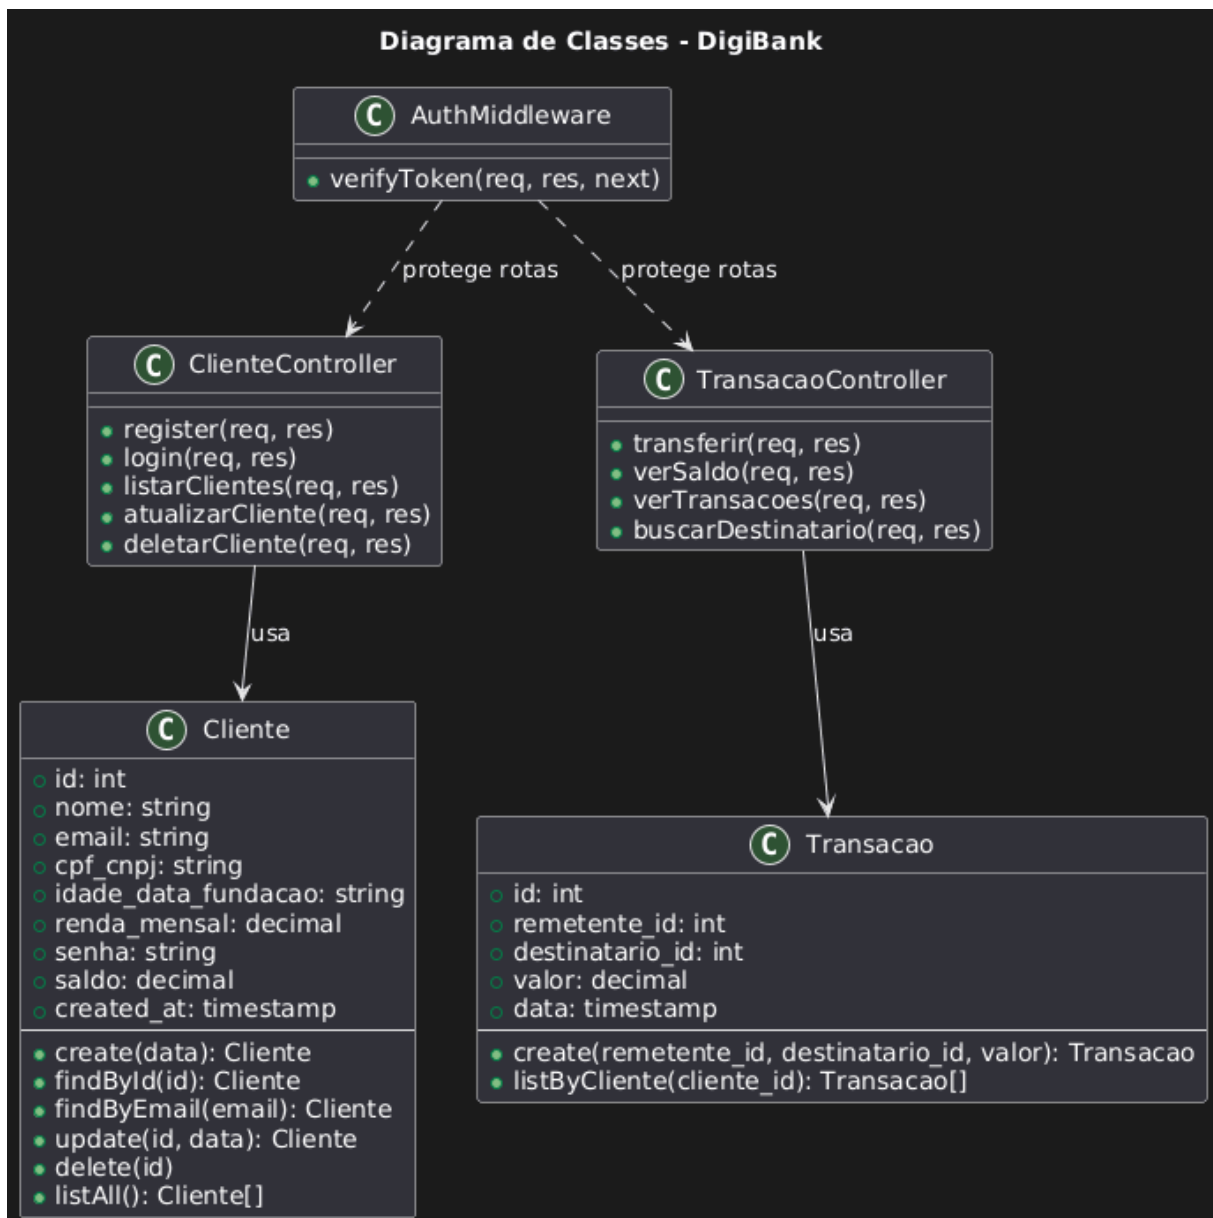 Diagrama de Classes - DigiBank
C AuthMiddleware
verifyToken(req, res, next)
protege rotas
protege rotas
C ClienteController
register(req, res)
login(req, res)
listarClientes(req, res)
atualizarCliente(req, res)
deletarCliente(req, res)
C TransacaoController
transferir(req, res)
verSaldo(req, res)
verTransacoes(req, res)
buscarDestinatario(req, res)
usa
usa
C Cliente
id: int
nome: string
email: string
cpf_cnpj: string
idade_data_fundacao: string
renda_mensal: decimal
senha: string
saldo: decimal
created_at: timestamp
create(data): Cliente
findById(id): Cliente
findByEmail(email): Cliente
update(id, data): Cliente
delete(id)
listAll(): Cliente[]
C Transacao
id: int
remetente_id: int
destinatario_id: int
valor: decimal
data: timestamp
create(remetente_id, destinatario_id, valor): Transacao
listByCliente(cliente_id): Transacao[]